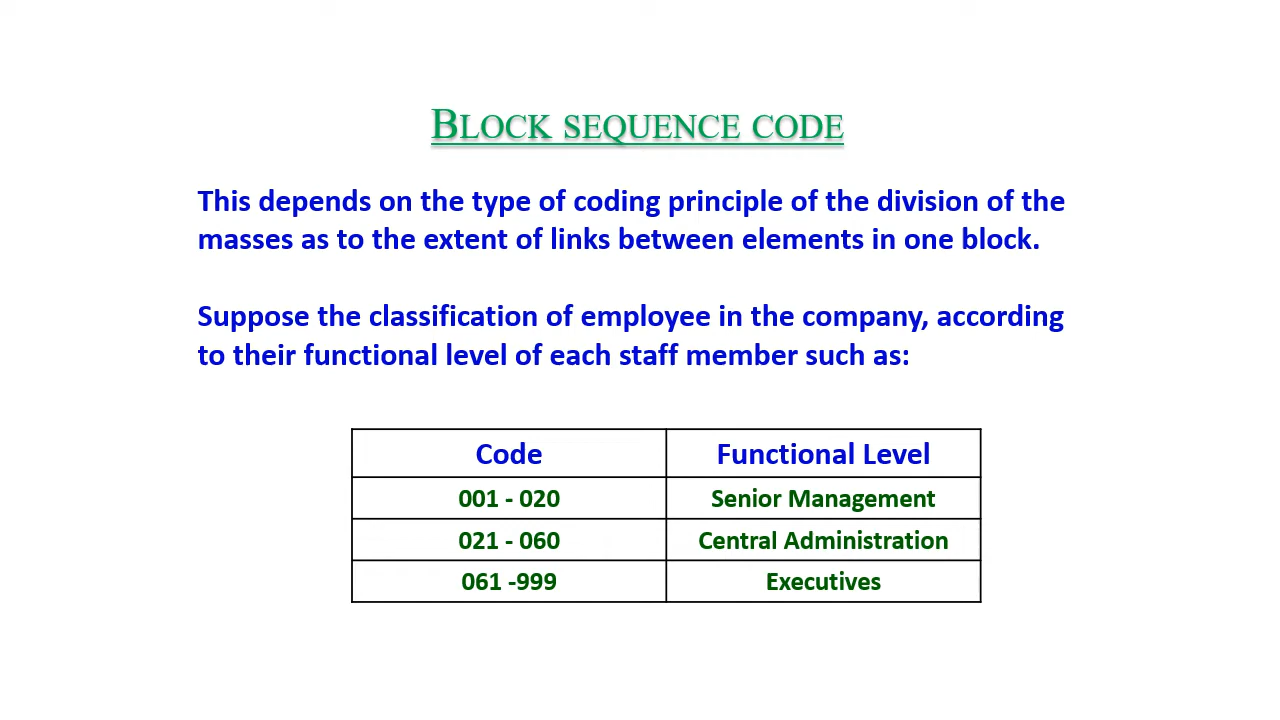 BLOCK SEQUENCE CODE
This depends on the type of coding principle of the division of the
masses as to the extent of links between elements in one block.
Suppose the classification of employee in the company, according
to their functional level of each staff member such as:
Code Functional Level
001 - 020 Senior Management
021 - 060 Central Administration
061 -999 Executives